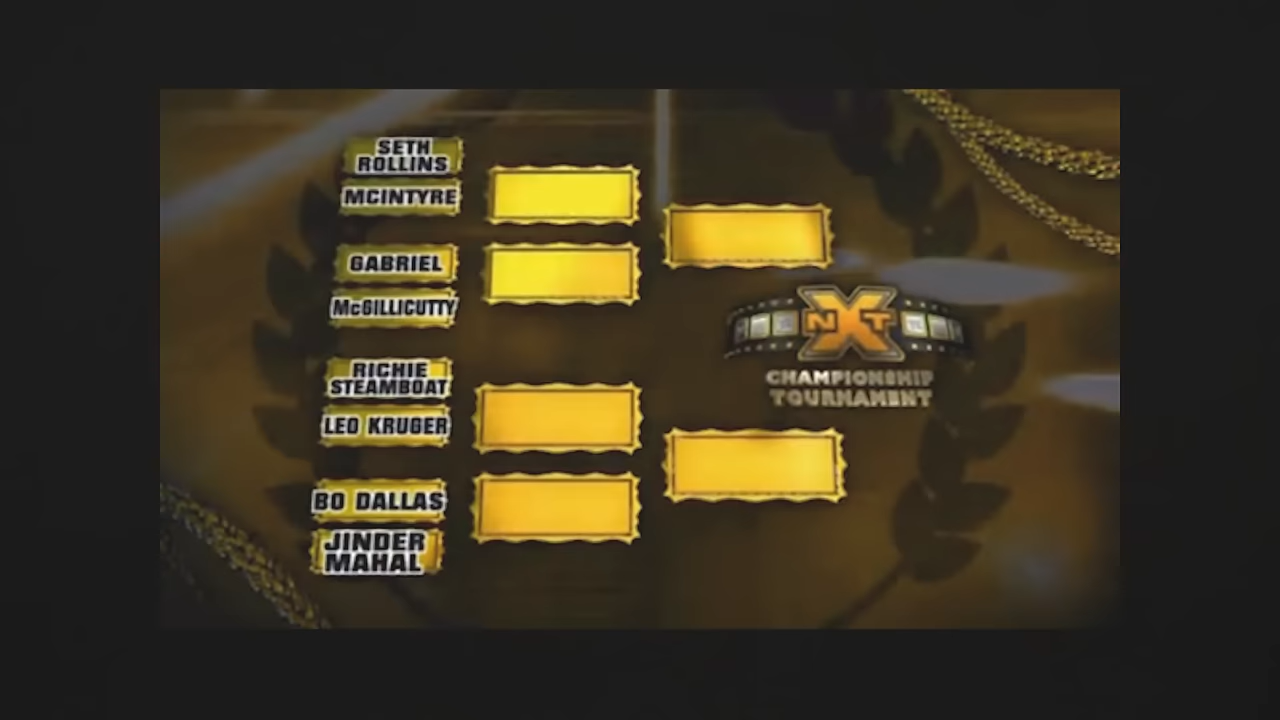 SETH
ROLLINS
MCINTYRE
GABRIEL
McGILLICUTTY
RICHIE
STEAMBOAT
LEO KRUGER
BO DALLAS
JINDER
MAHAL
NXT
CHAMPIONSHIP
TOURNAMENT